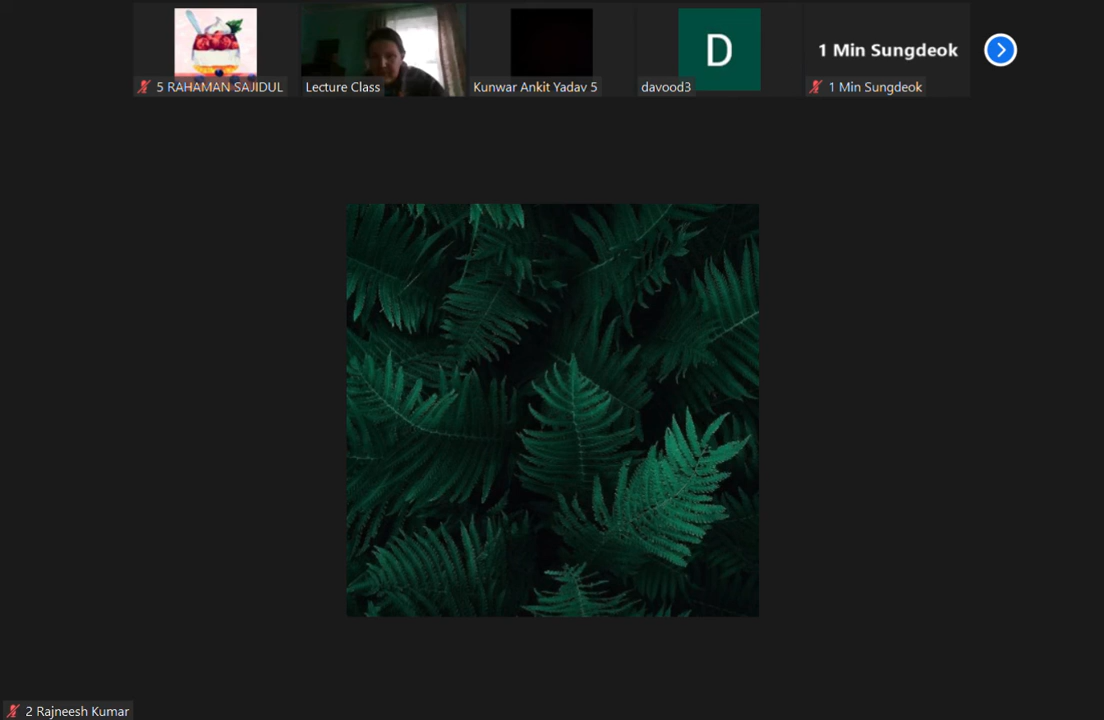 5 RAHAMAN SAJIDUL
Lecture Class
Kunwar Ankit Yadav 5
D
davood3
1 Min Sungdeok
1 Min Sungdeok
2 Rajneesh Kumar